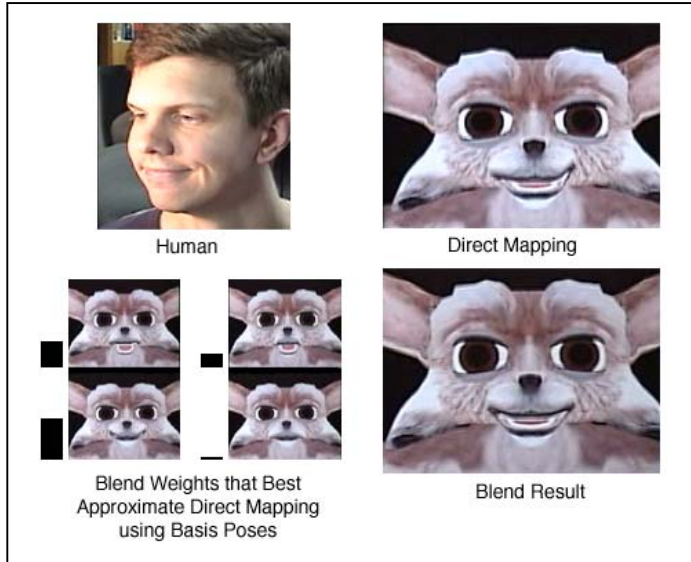 Human
Direct Mapping
Blend Weights that Best
Approximate Direct Mapping
using Basis Poses
Blend Result